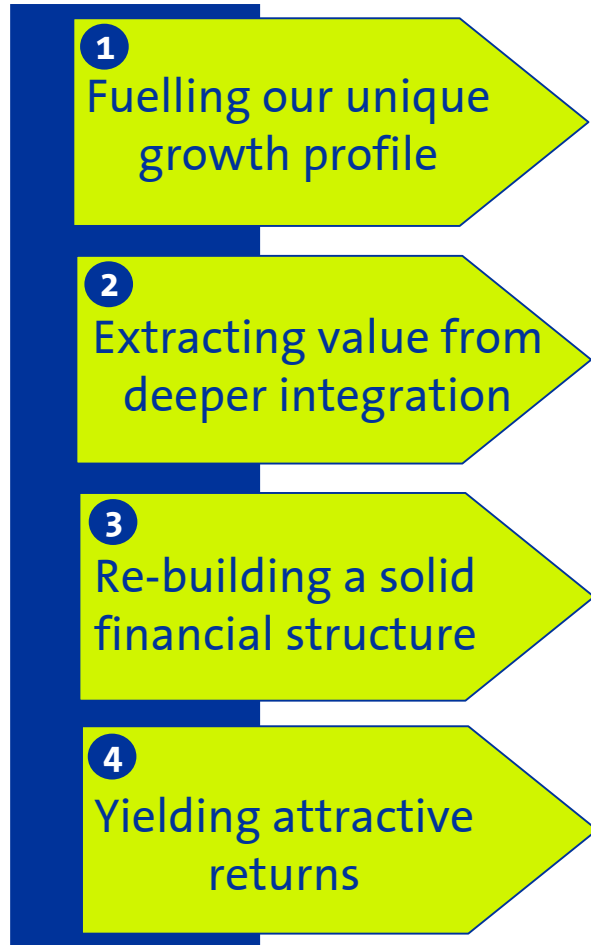 1
Fuelling our unique
growth profile
2
Extracting value from
deeper integration
3
Re-building a solid
financial structure
4
Yielding attractive
returns